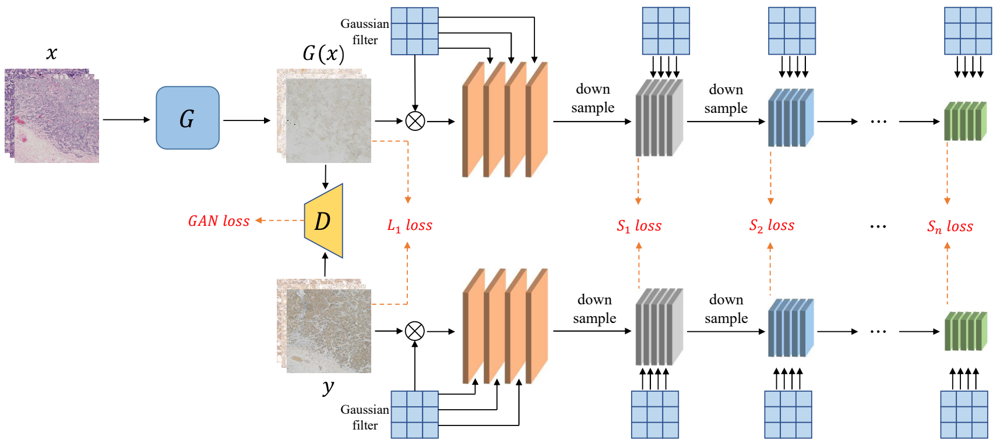 x
G
G(x)
Gaussian
filter
down
sample
down
sample
...
D
GAN loss
L₁ loss
S₁ loss
S₂ loss
...
Sₙ loss
y
Gaussian
filter
down
sample
down
sample
...